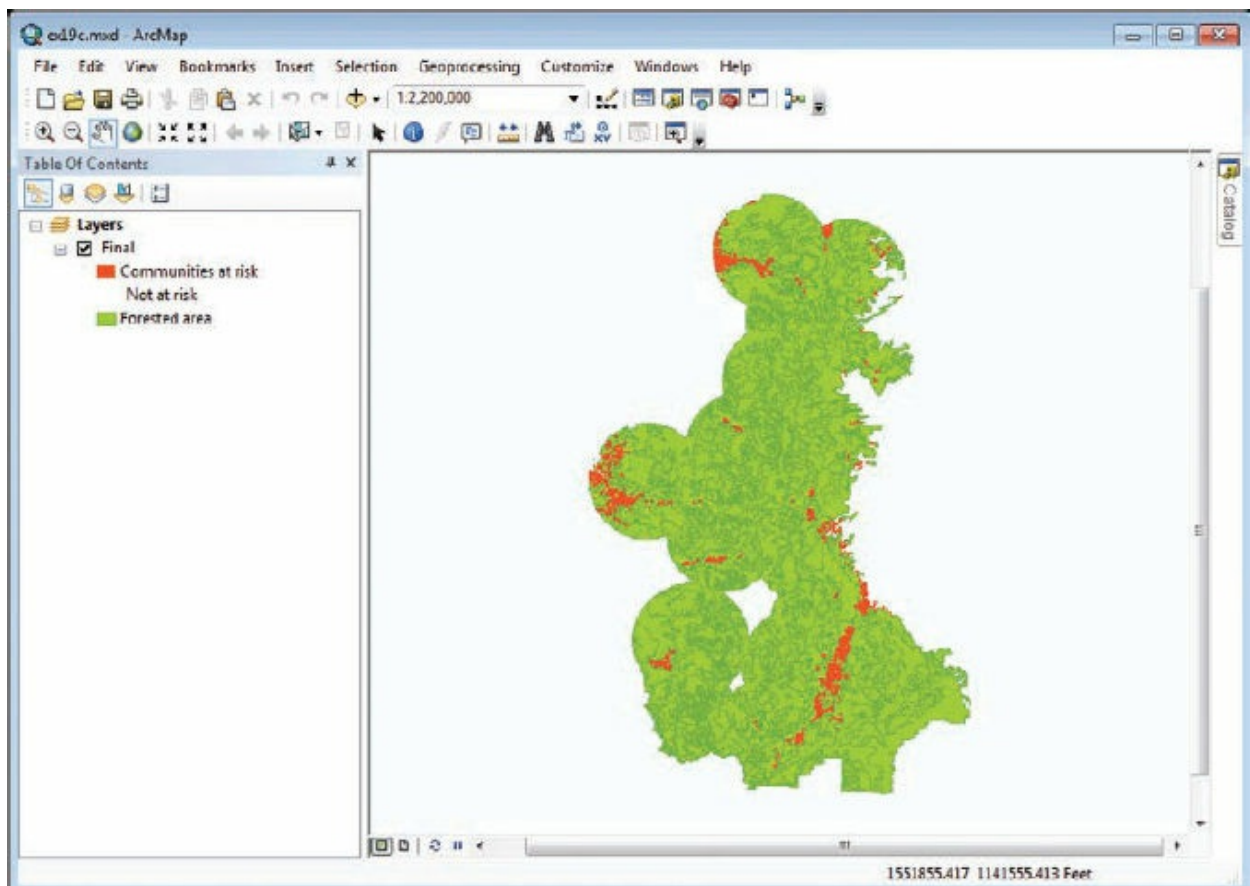 ex19c.mxd - ArcMap
File Edit View Bookmarks Insert Selection Geoprocessing Customize Windows Help
1:2,200,000
Table Of Contents
Layers
Final
Communities at risk
Not at risk
Forested area
Catalog
1551855.417 1141555.413 Feet